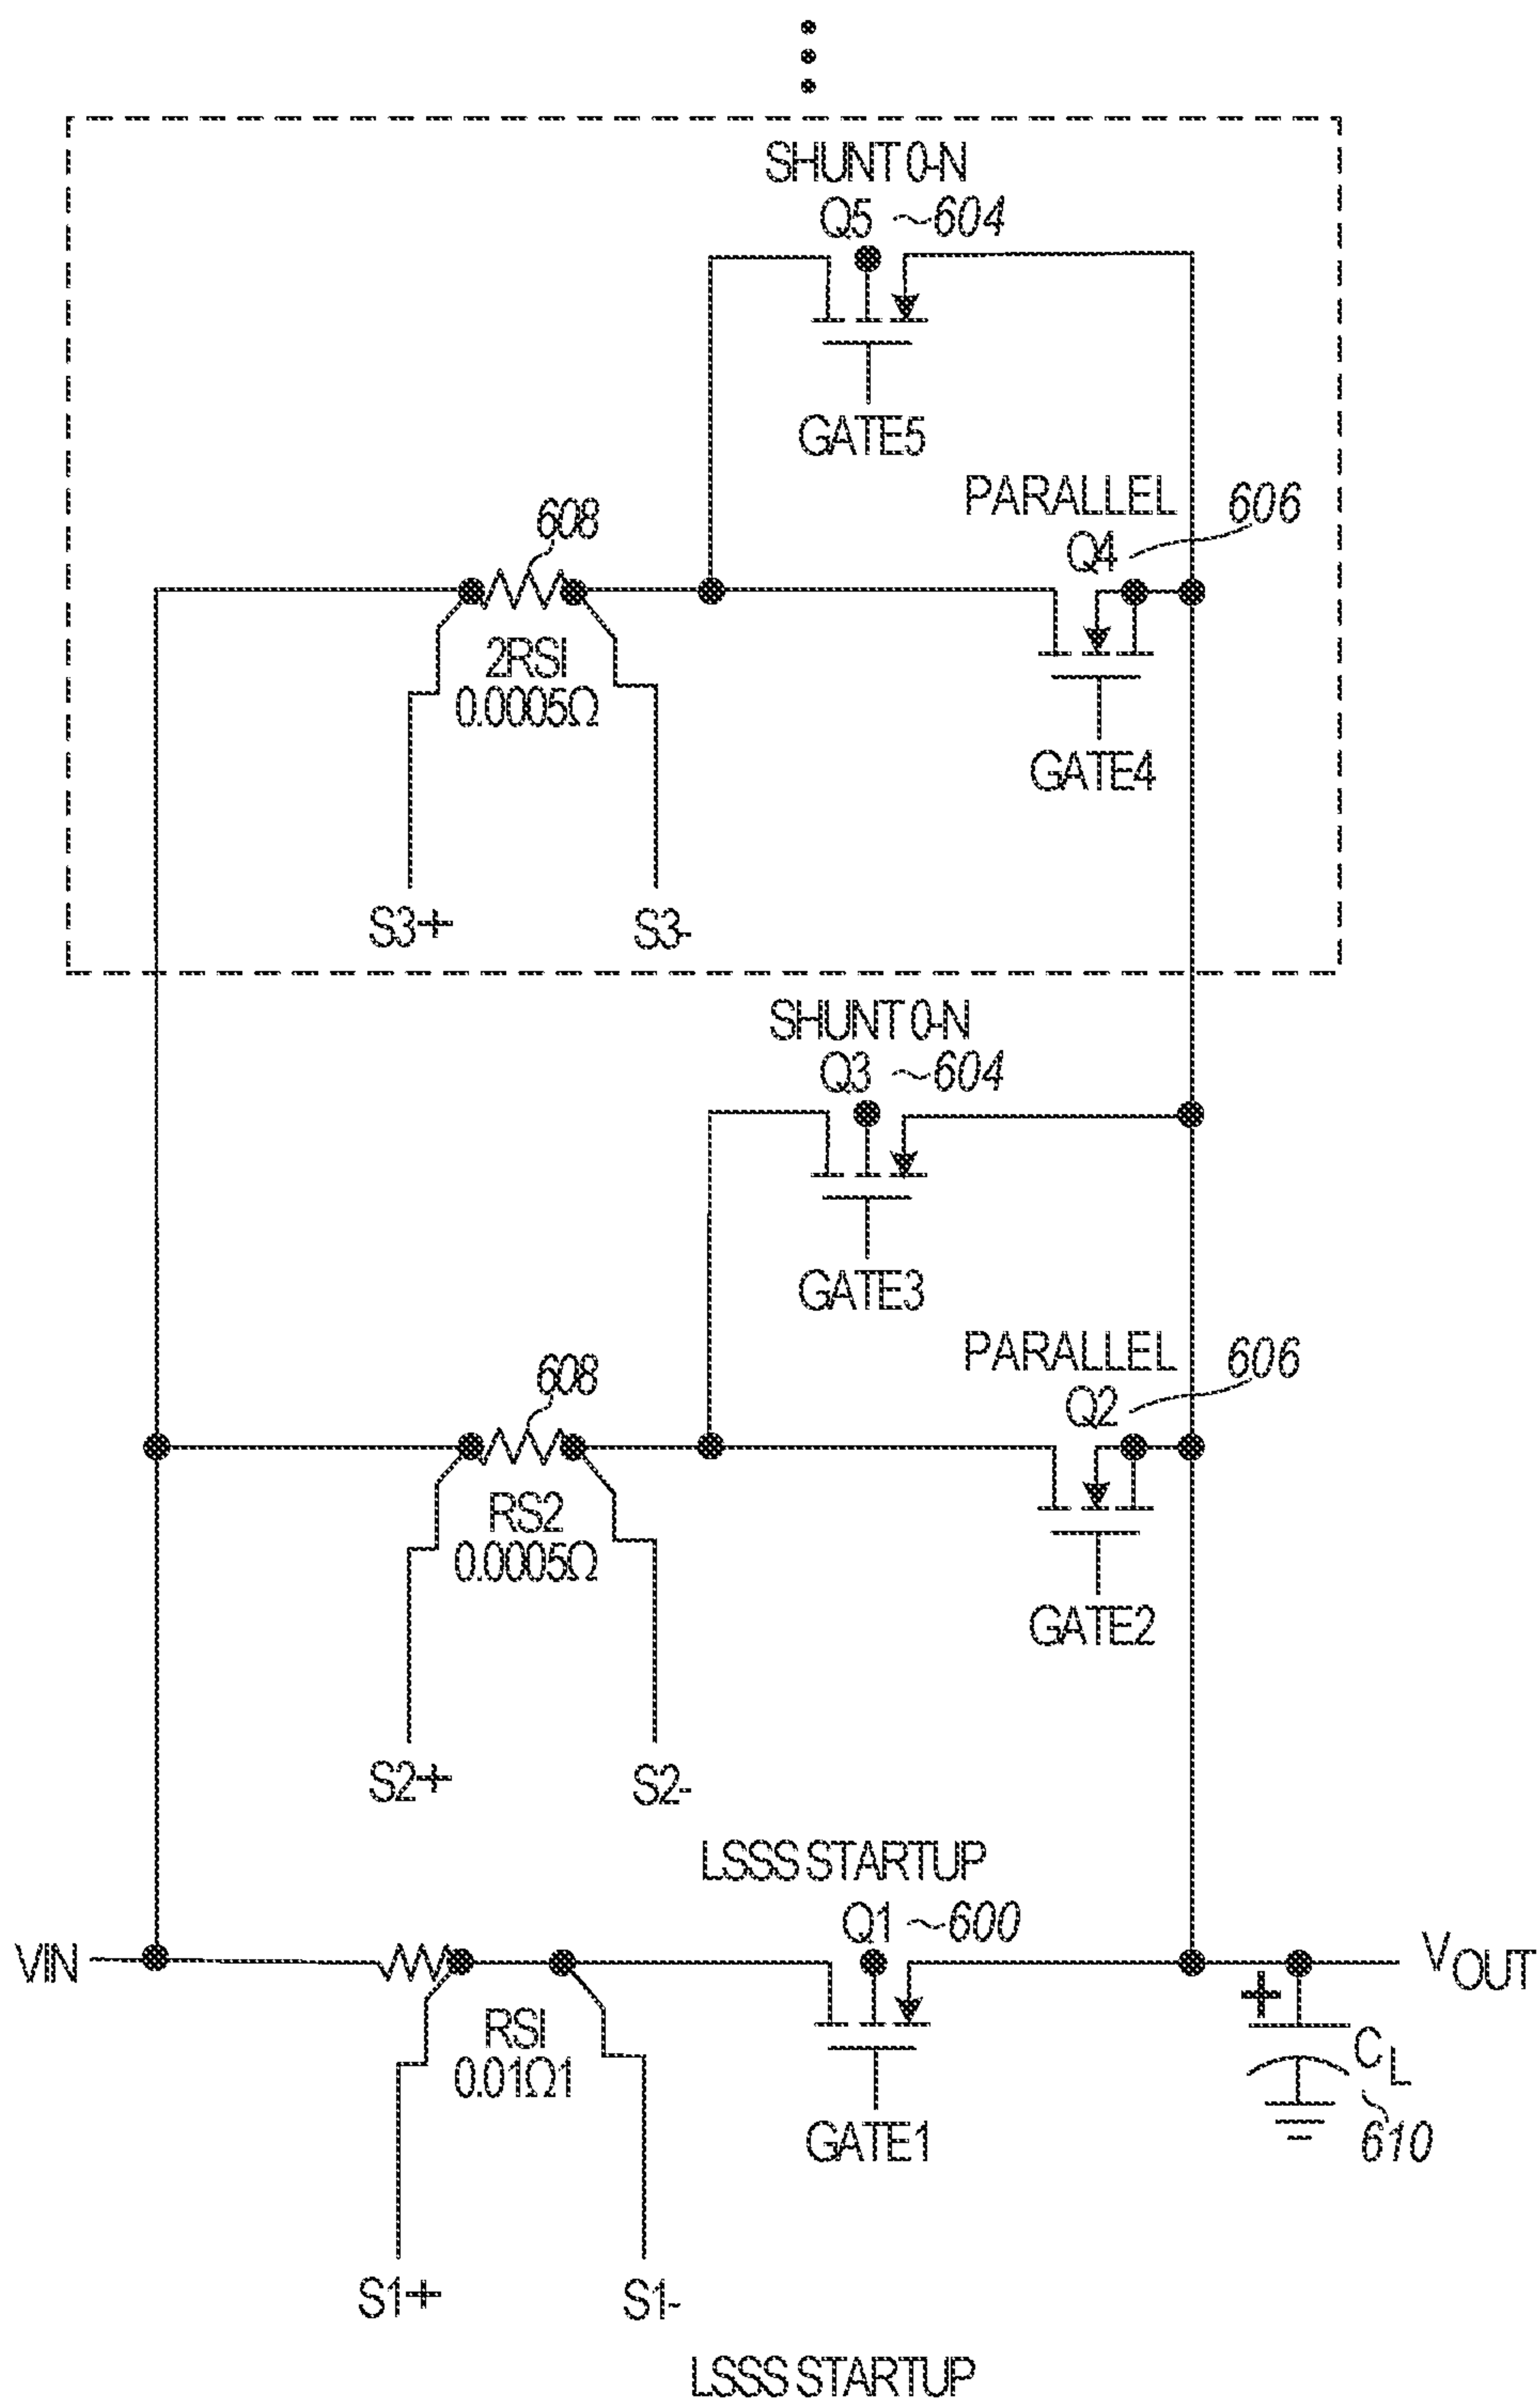 SHUNT 0-N
Q5 ~604
GATE5
PARALLEL 606
Q4
608
2RSI
0.0005Ω
GATE4
S3+ S3-
SHUNT 0-N
Q3 ~604
GATE3
PARALLEL 606
Q2
608
RS2
0.0005Ω
GATE2
S2+ S2-
LSSS STARTUP
Q1 ~600
VIN VOUT
+
RSI
0.01Ω1
CL
GATE1
610
S1+ S1-
LSSS STARTUP